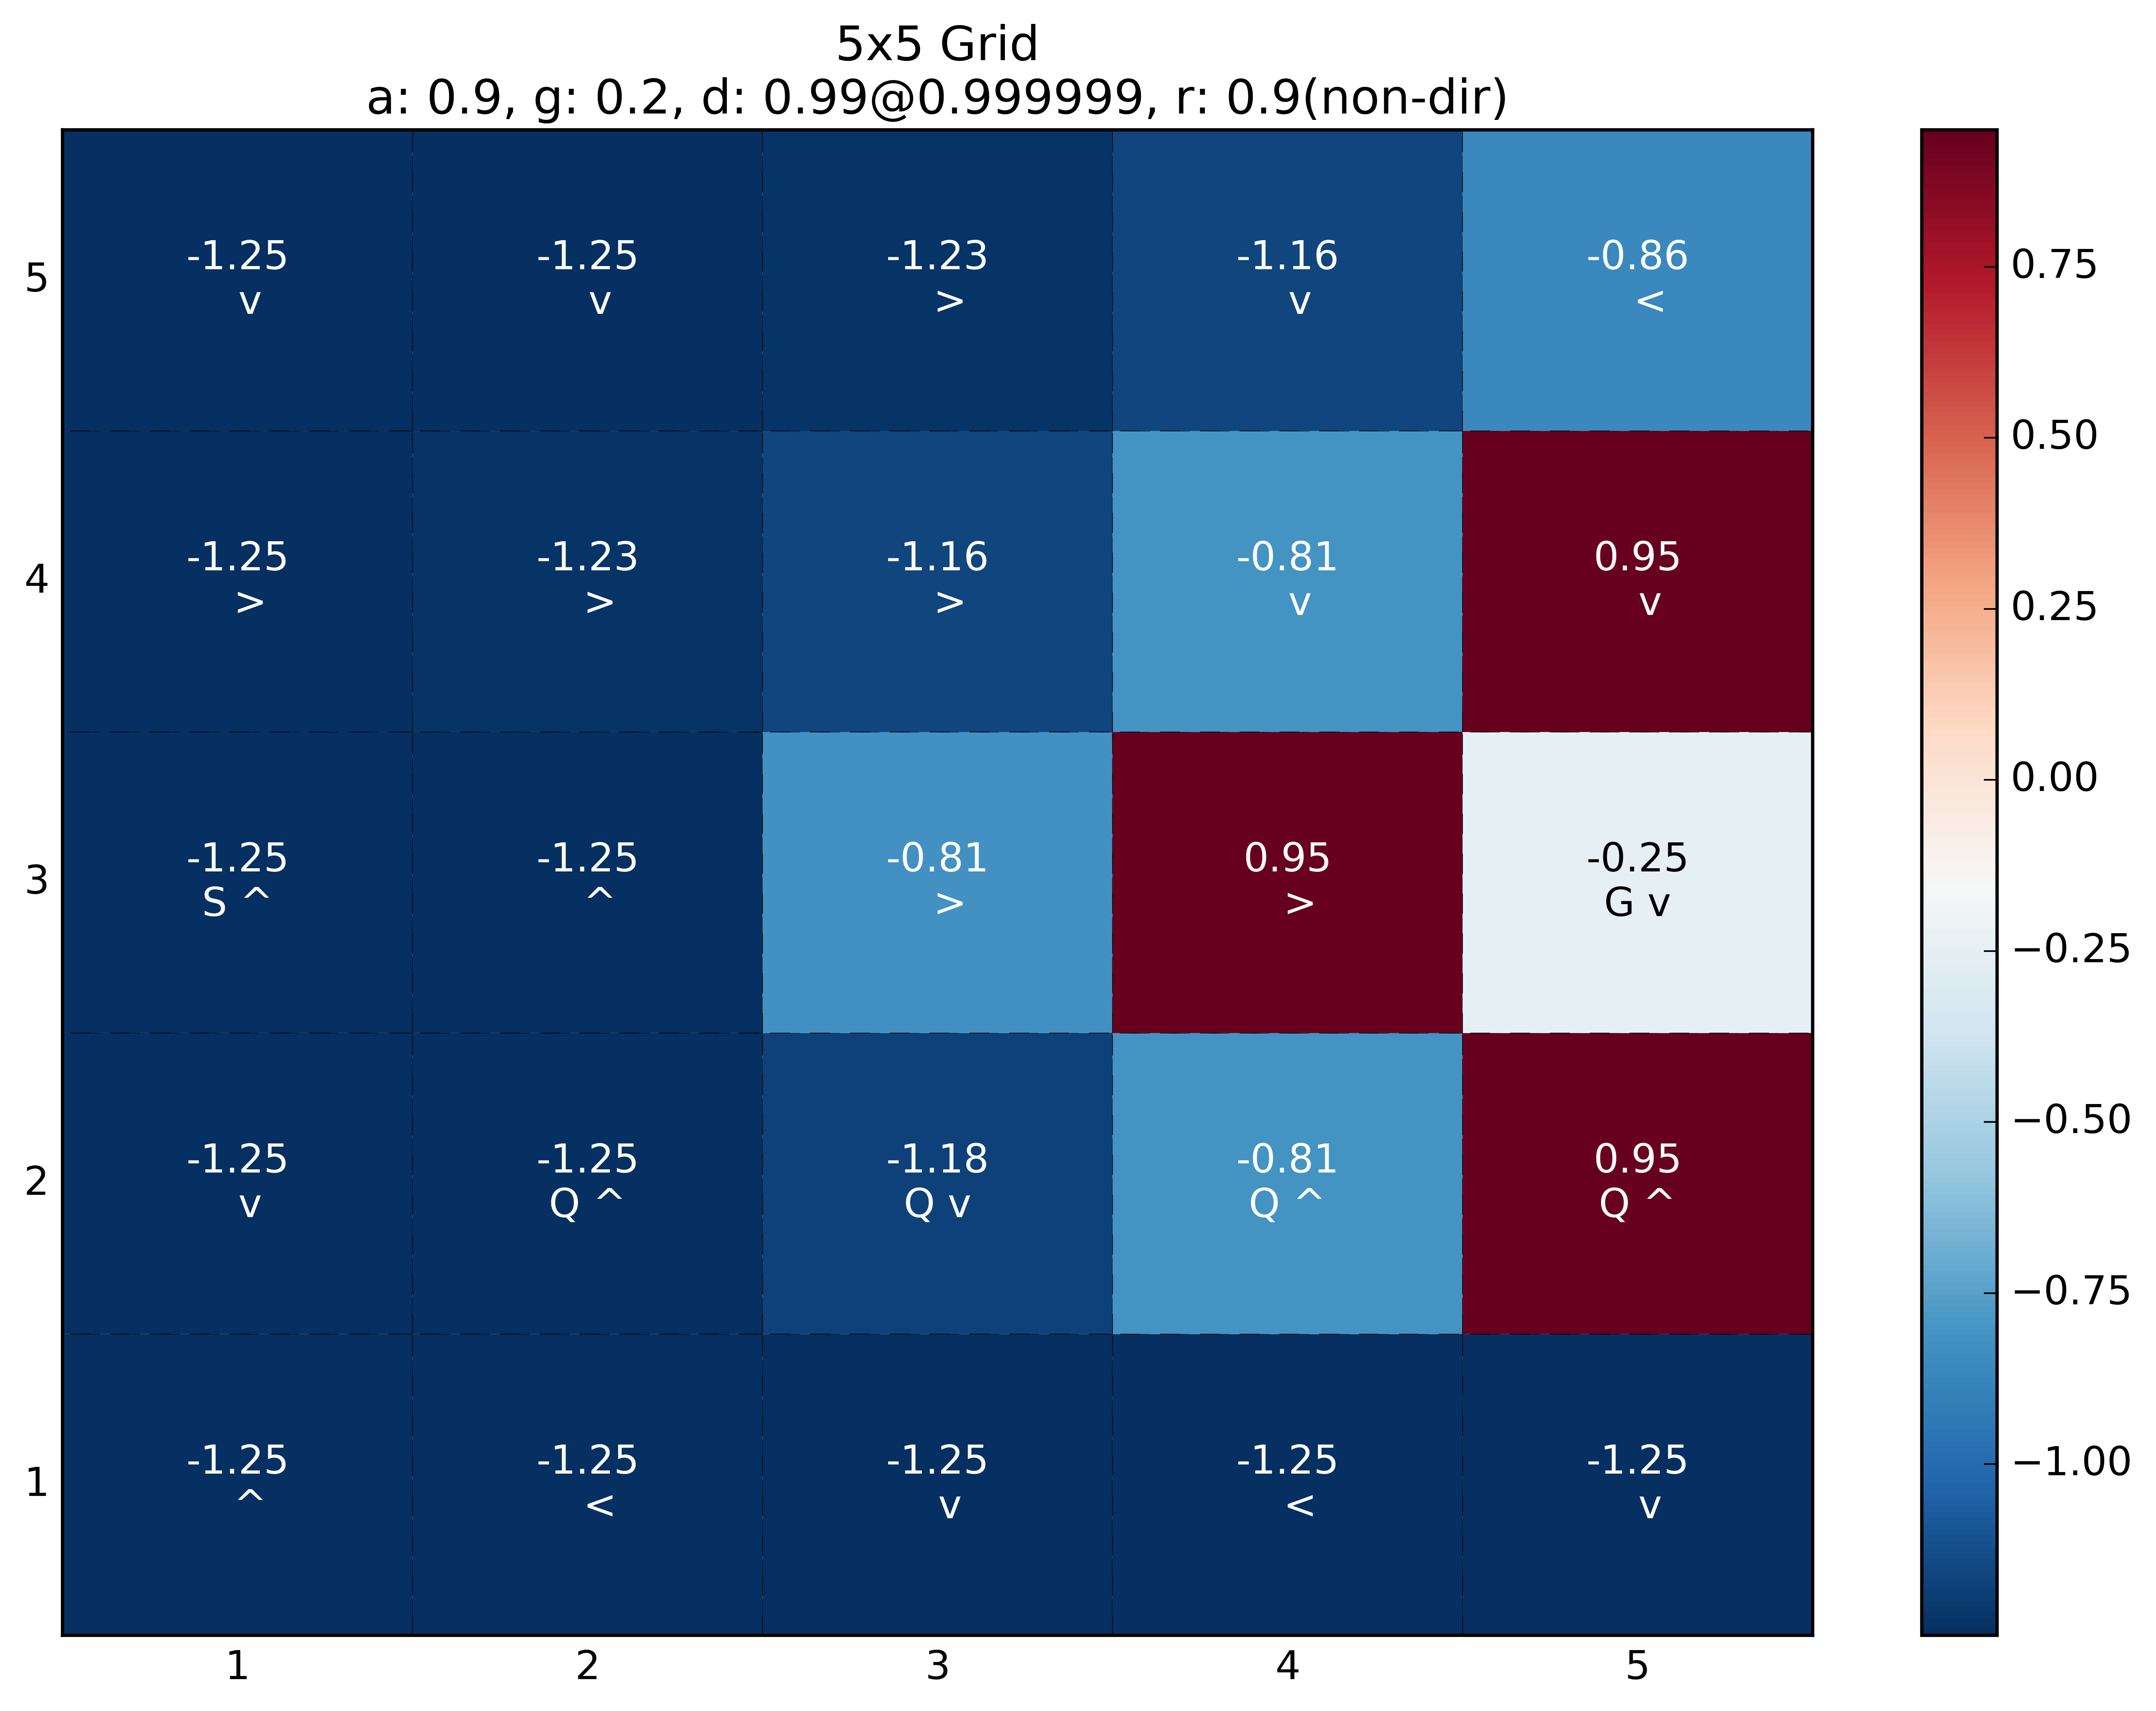 5x5 Grid
a: 0.9, g: 0.2, d: 0.99@0.999999, r: 0.9(non-dir)
5
-1.25 -1.25 -1.23 -1.16 -0.86
v v > v <
4
-1.25 -1.23 -1.16 -0.81 0.95
> > > v v
3
-1.25 -1.25 -0.81 0.95 -0.25
S ^ ^ > > G v
2
-1.25 -1.25 -1.18 -0.81 0.95
v Q ^ Q v Q ^ Q ^
1
-1.25 -1.25 -1.25 -1.25 -1.25
^ < v < v
1 2 3 4 5
0.75
0.50
0.25
0.00
−0.25
−0.50
−0.75
−1.00